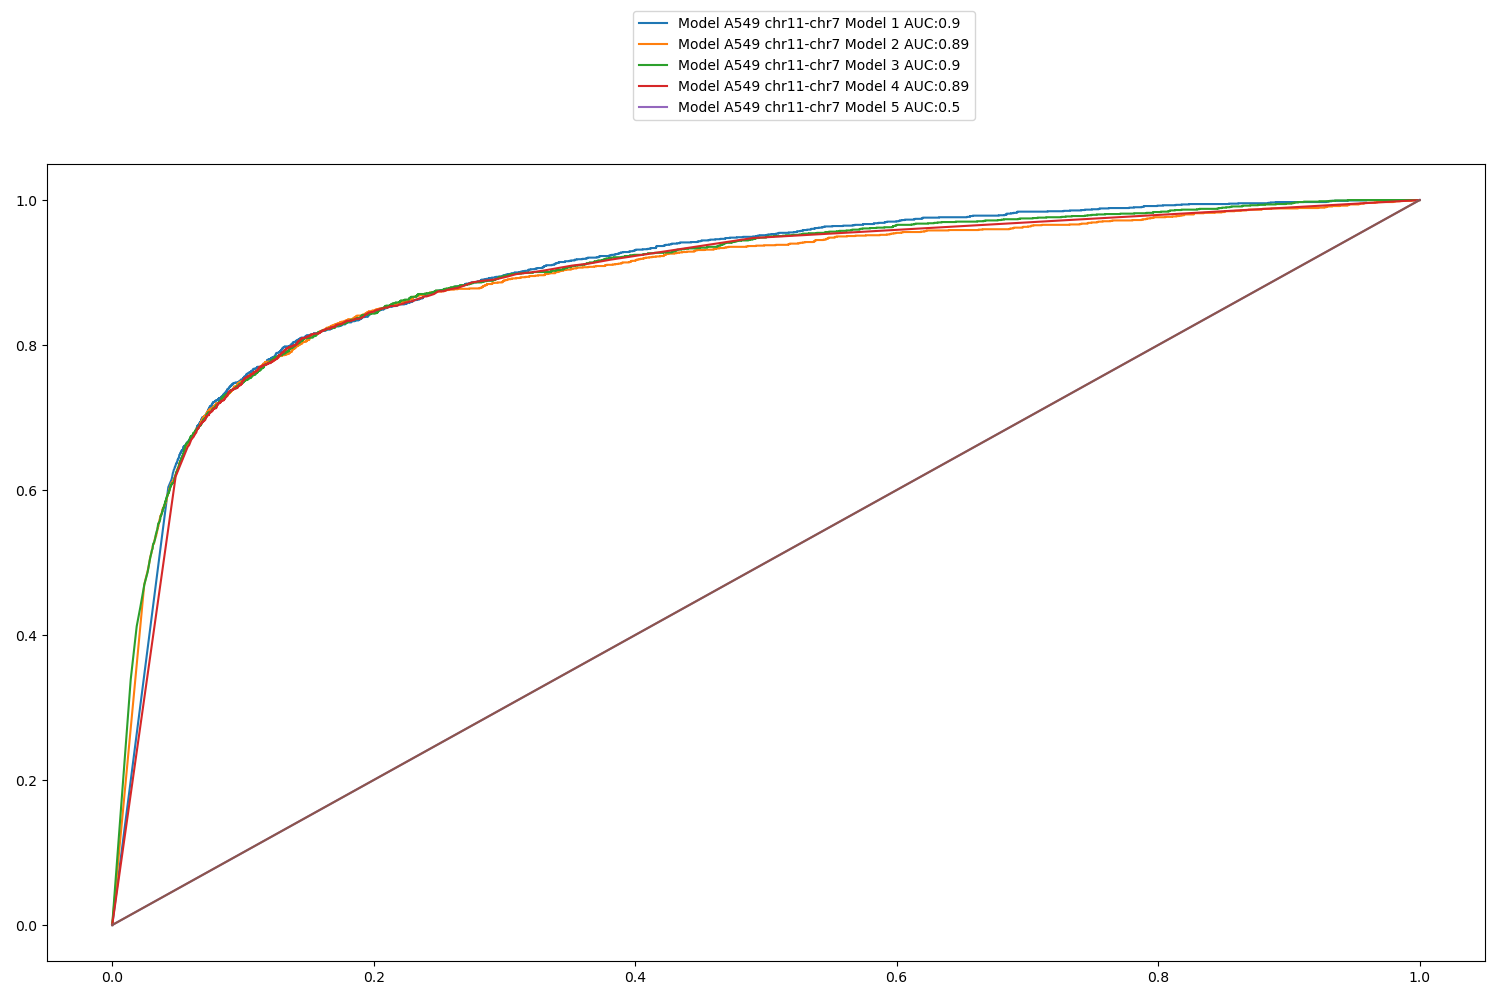 Model A549 chr11-chr7 Model 1 AUC:0.9
Model A549 chr11-chr7 Model 2 AUC:0.89
Model A549 chr11-chr7 Model 3 AUC:0.9
Model A549 chr11-chr7 Model 4 AUC:0.89
Model A549 chr11-chr7 Model 5 AUC:0.5
1.0
0.8
0.6
0.4
0.2
0.0
0.0 0.2 0.4 0.6 0.8 1.0